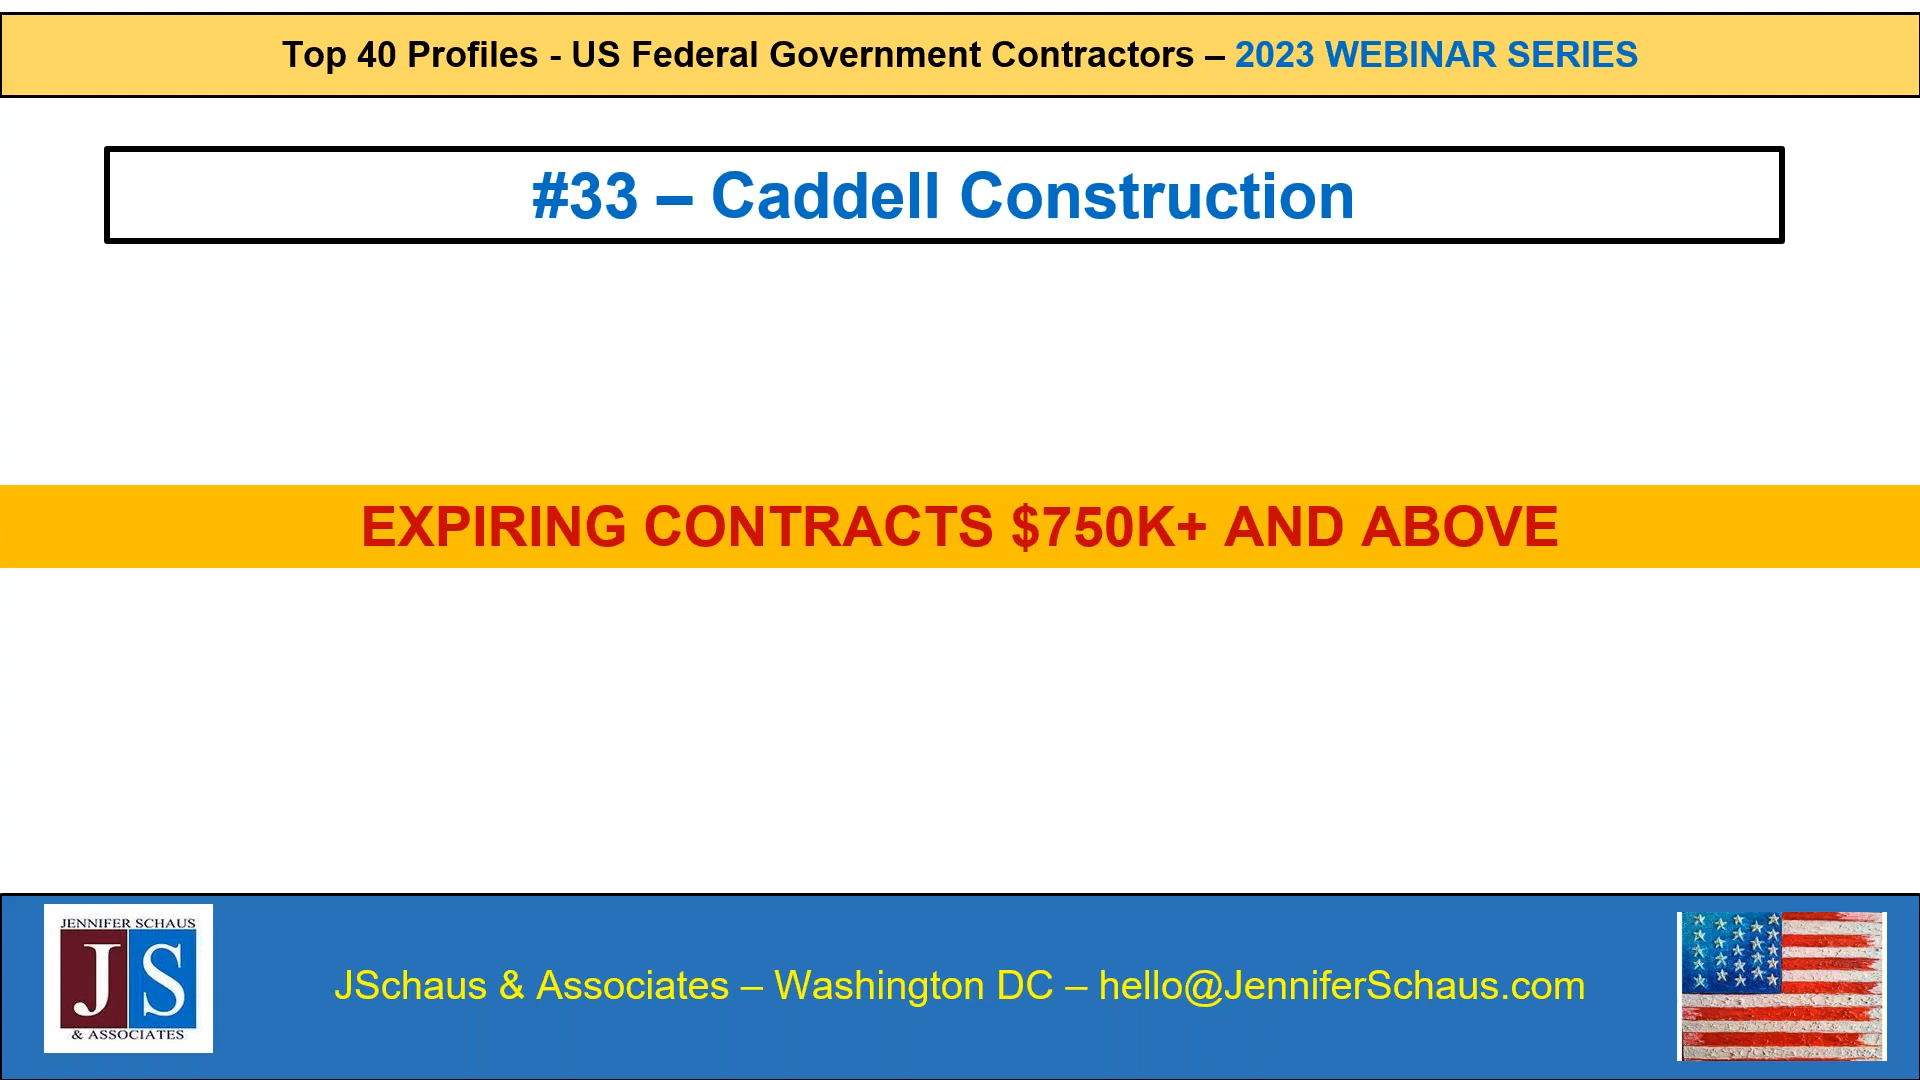 Top 40 Profiles - US Federal Government Contractors – 2023 WEBINAR SERIES
#33 – Caddell Construction
EXPIRING CONTRACTS $750K+ AND ABOVE
JENNIFER SCHAUS
JS
& ASSOCIATES
JSchaus & Associates – Washington DC – hello@JenniferSchaus.com